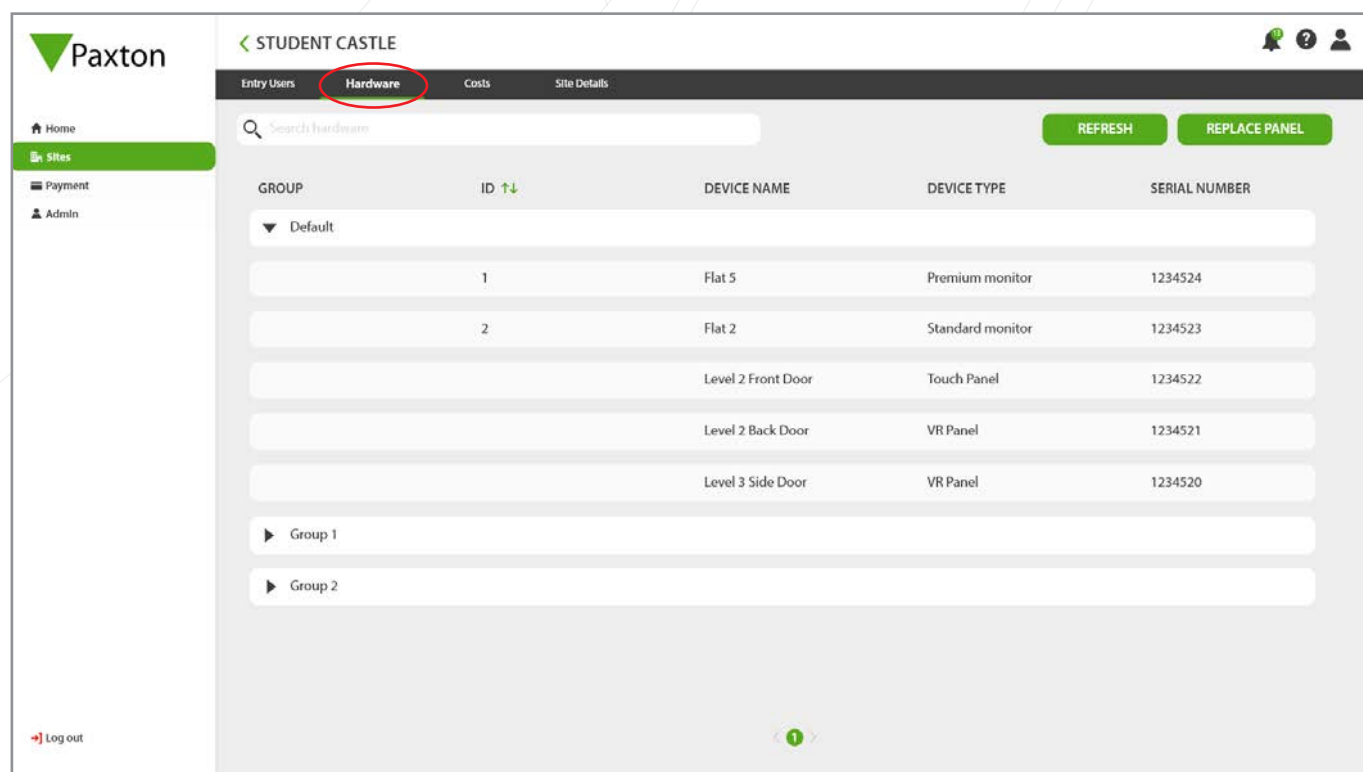 Paxton
STUDENT CASTLE
Entry Users Hardware Costs Site Details
Home
Sites
Payment
Admin
Search hardware
REFRESH REPLACE PANEL
GROUP ID DEVICE NAME DEVICE TYPE SERIAL NUMBER
Default
1 Flat 5 Premium monitor 1234524
2 Flat 2 Standard monitor 1234523
Level 2 Front Door Touch Panel 1234522
Level 2 Back Door VR Panel 1234521
Level 3 Side Door VR Panel 1234520
Group 1
Group 2
1
Log out